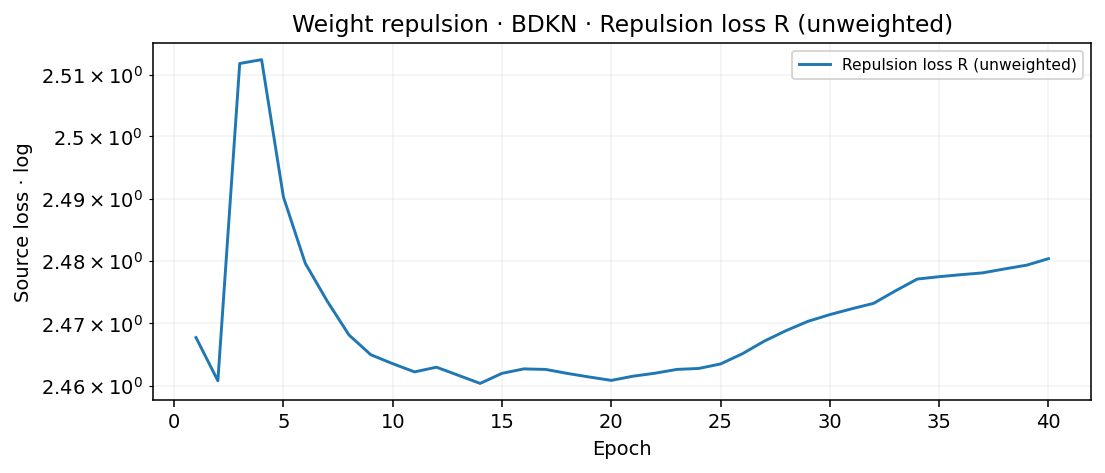 Weight repulsion · BDKN · Repulsion loss R (unweighted)
Repulsion loss R (unweighted)
Source loss · log
2.51 × 10⁰
2.5 × 10⁰
2.49 × 10⁰
2.48 × 10⁰
2.47 × 10⁰
2.46 × 10⁰
0 5 10 15 20 25 30 35 40
Epoch